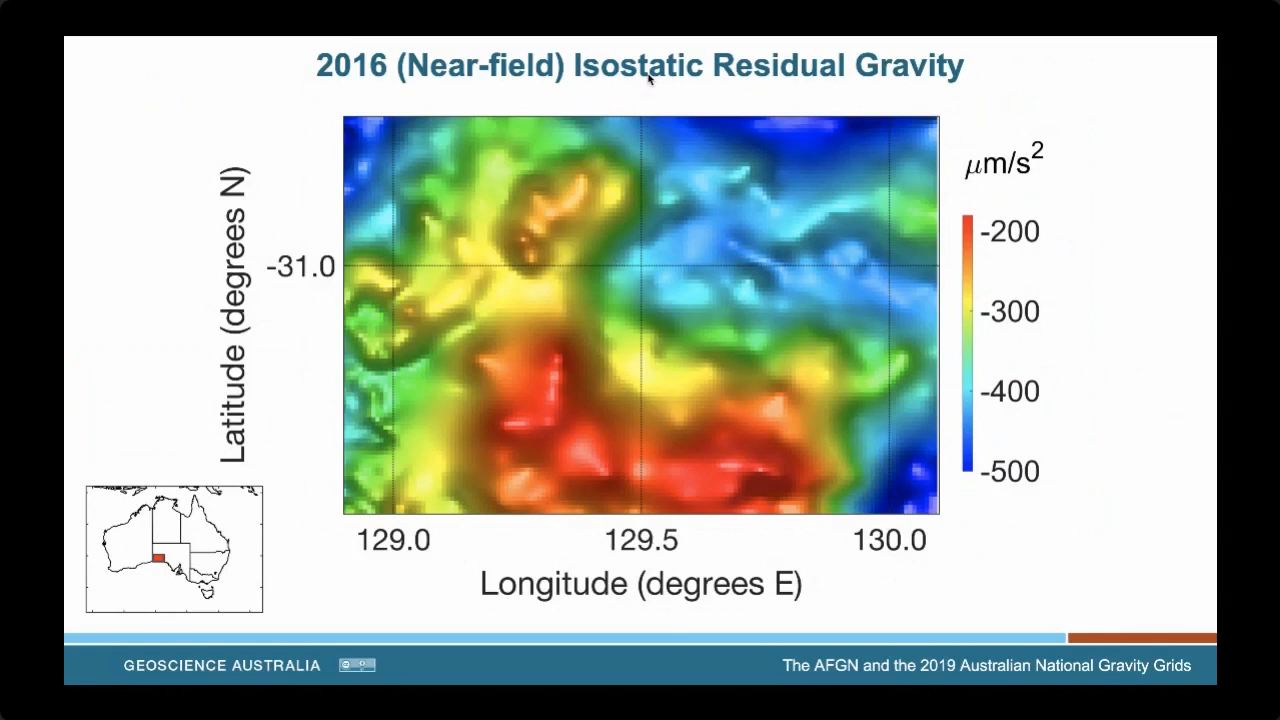 2016 (Near-field) Isostatic Residual Gravity
μm/s²
Latitude (degrees N)
-31.0
-200
-300
-400
-500
129.0 129.5 130.0
Longitude (degrees E)
GEOSCIENCE AUSTRALIA
The AFGN and the 2019 Australian National Gravity Grids